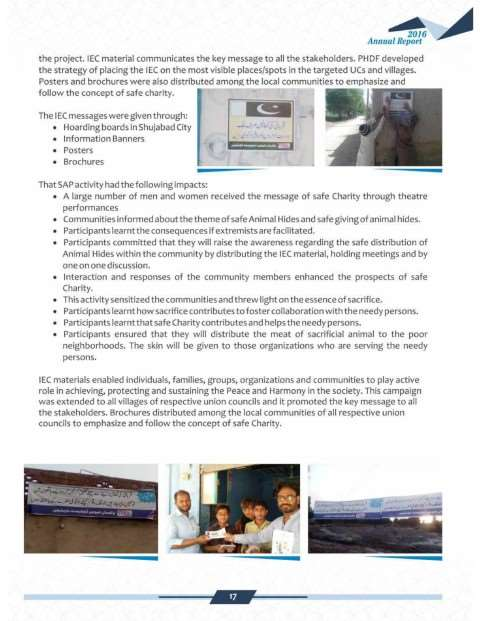 2016
Annual Report
the project. IEC material communicates the key message to all the stakeholders. PHDF developed
the strategy of placing the IEC on the most visible places/spots in the targeted UCs and villages.
Posters and brochures were also distributed among the local communities to emphasize and
follow the concept of safe charity.
The IEC messages were given through:
• Hoarding boards in Shujabad City
• Information Banners
• Posters
• Brochures
That SAP activity had the following impacts:
• A large number of men and women received the message of safe Charity through theatre
performances
• Communities informed about the theme of safe Animal Hides and safe giving of animal hides.
• Participants learnt the consequences if extremists are facilitated.
• Participants committed that they will raise the awareness regarding the safe distribution of
Animal Hides within the community by distributing the IEC material, holding meetings and by
one on one discussion.
• Interaction and responses of the community members enhanced the prospects of safe
Charity.
• This activity sensitized the communities and threw light on the essence of sacrifice.
• Participants learnt how sacrifice contributes to foster collaboration with the needy persons.
• Participants learnt that safe Charity contributes and helps the needy persons.
• Participants ensured that they will distribute the meat of sacrificial animal to the poor
neighborhoods. The skin will be given to those organizations who are serving the needy
persons.
IEC materials enabled individuals, families, groups, organizations and communities to play active
role in achieving, protecting and sustaining the Peace and Harmony in the society. This campaign
was extended to all villages of respective union councils and it promoted the key message to all
the stakeholders. Brochures distributed among the local communities of all respective union
councils to emphasize and follow the concept of safe Charity.
17